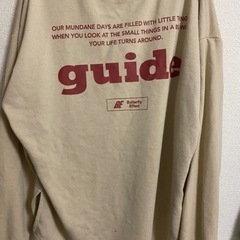 OUR MUNDANE DAYS ARE FILLED WITH LITTLE
WHEN YOU LOOK AT THE SMALL THINGS IN A
YOUR LIFE TURNS AROUND.
guide
Butterfly
Effect